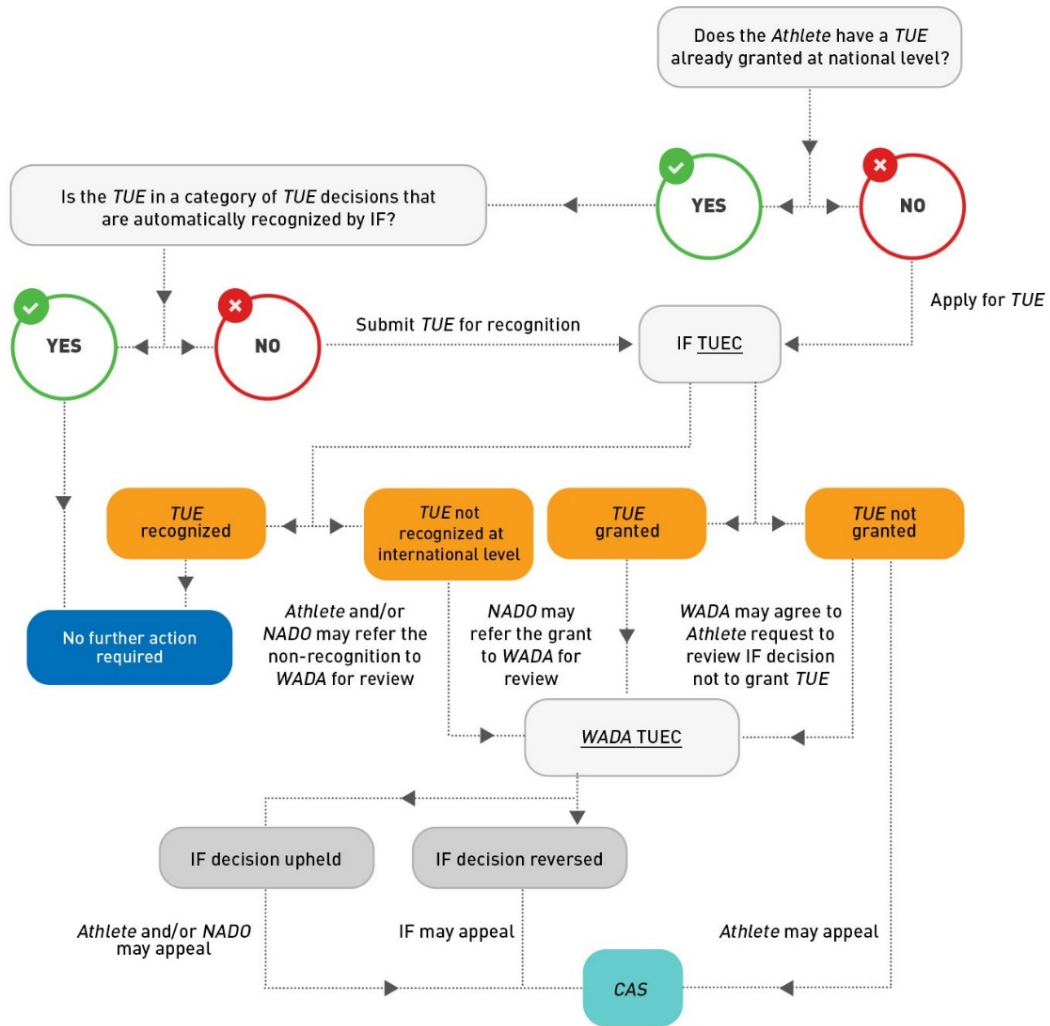 Does the Athlete have a TUE
already granted at national level?
Is the TUE in a category of TUE decisions that
are automatically recognized by IF?
YES
NO
YES
NO
Submit TUE for recognition
IF TUEC
Apply for TUE
TUE
recognized
TUE not
recognized at
international level
TUE
granted
TUE not
granted
No further action
required
Athlete and/or
NADO may refer the
non-recognition to
WADA for review
NADO may
refer the grant
to WADA for
review
WADA may agree to
Athlete request to
review IF decision
not to grant TUE
WADA TUEC
IF decision upheld
IF decision reversed
Athlete and/or NADO
may appeal
IF may appeal
Athlete may appeal
CAS